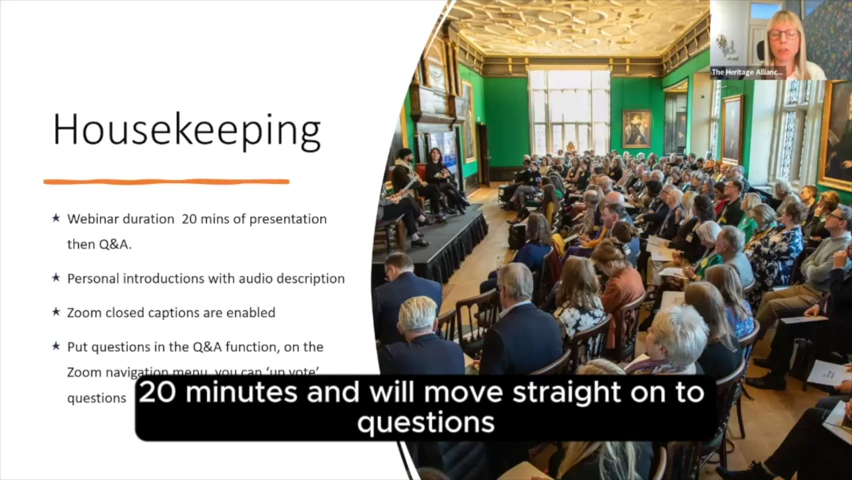 The Heritage Allianc...
Housekeeping
★ Webinar duration 20 mins of presentation
then Q&A.
★ Personal introductions with audio description
★ Zoom closed captions are enabled
★ Put questions in the Q&A function, on the
Zoom navigation menu, you can 'up vote'
questions
20 minutes and will move straight on to
questions